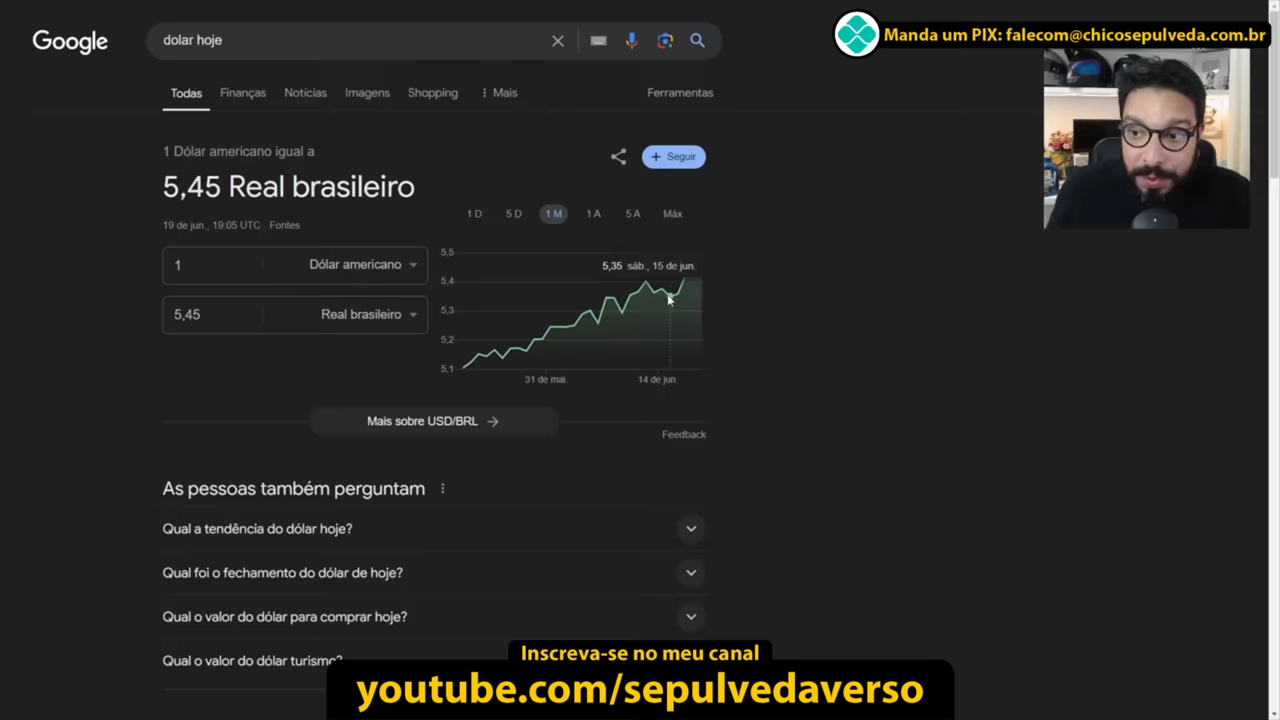 Google
dolar hoje
Manda um PIX: falecom@chicosepulveda.com.br
Todas Finanças Notícias Imagens Shopping Mais Ferramentas
1 Dólar americano igual a
5,45 Real brasileiro
Seguir
19 de jun., 19:05 UTC Fontes
1 D 5 D 1 M 1 A 5 A Máx
1 Dólar americano
5,45 Real brasileiro
5,35 sáb., 15 de jun.
5,5
5,4
5,3
5,2
5,1
31 de mai. 14 de jun.
Mais sobre USD/BRL
Feedback
As pessoas também perguntam
Qual a tendência do dólar hoje?
Qual foi o fechamento do dólar de hoje?
Qual o valor do dólar para comprar hoje?
Qual o valor do dólar turismo?
Inscreva-se no meu canal
youtube.com/sepulvedaverso